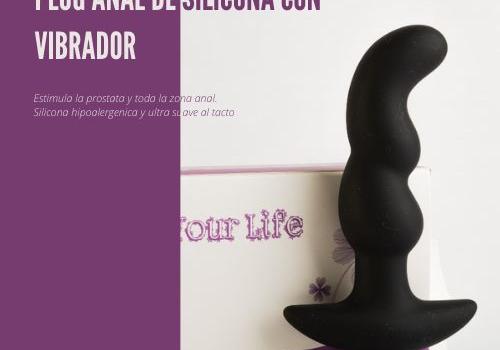 PLUG ANAL DE SILICONA CON
VIBRADOR
Estimula la prostata y toda la zona anal.
Silicona hipoalergenica y ultra suave al tacto
Your Life